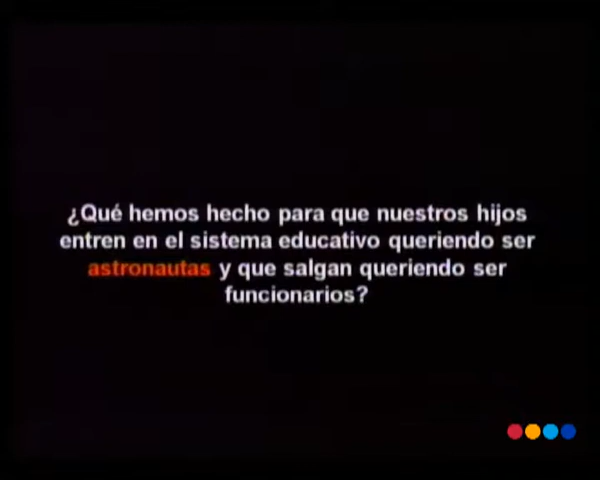 ¿Qué hemos hecho para que nuestros hijos
entren en el sistema educativo queriendo ser
astronautas y que salgan queriendo ser
funcionarios?